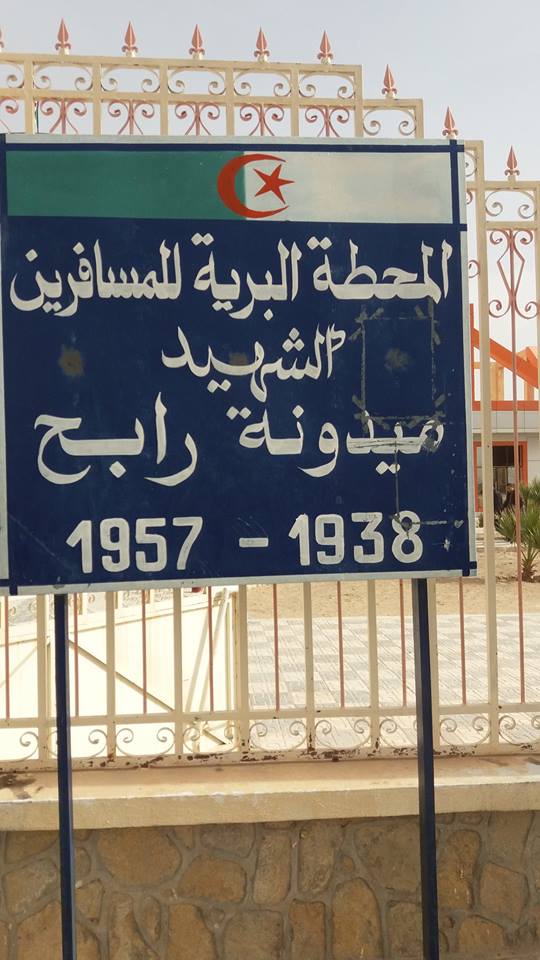 المحطة البرية للمسافرين
الشهيد
ميدونة رابح
1938 - 1957